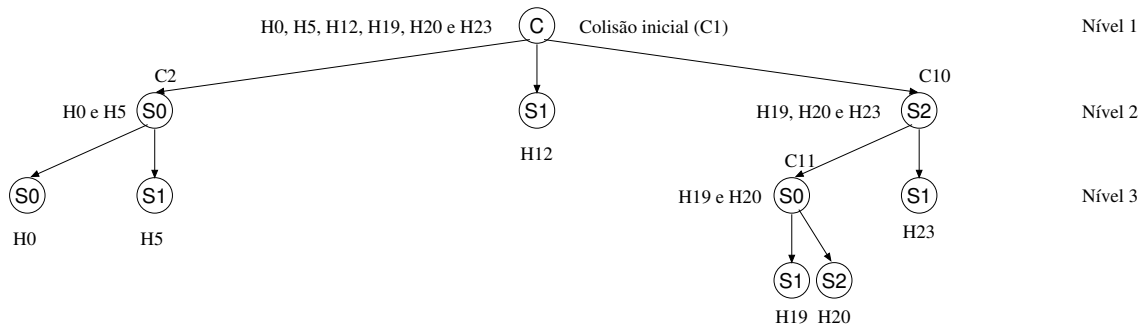 H0, H5, H12, H19, H20 e H23 C Colisão inicial (C1) Nível 1
C2 C10
H0 e H5 S0 S1 H19, H20 e H23 S2 Nível 2
H12
C11
S0 S1 H19 e H20 S0 S1 Nível 3
H0 H5 H23
S1 S2
H19 H20